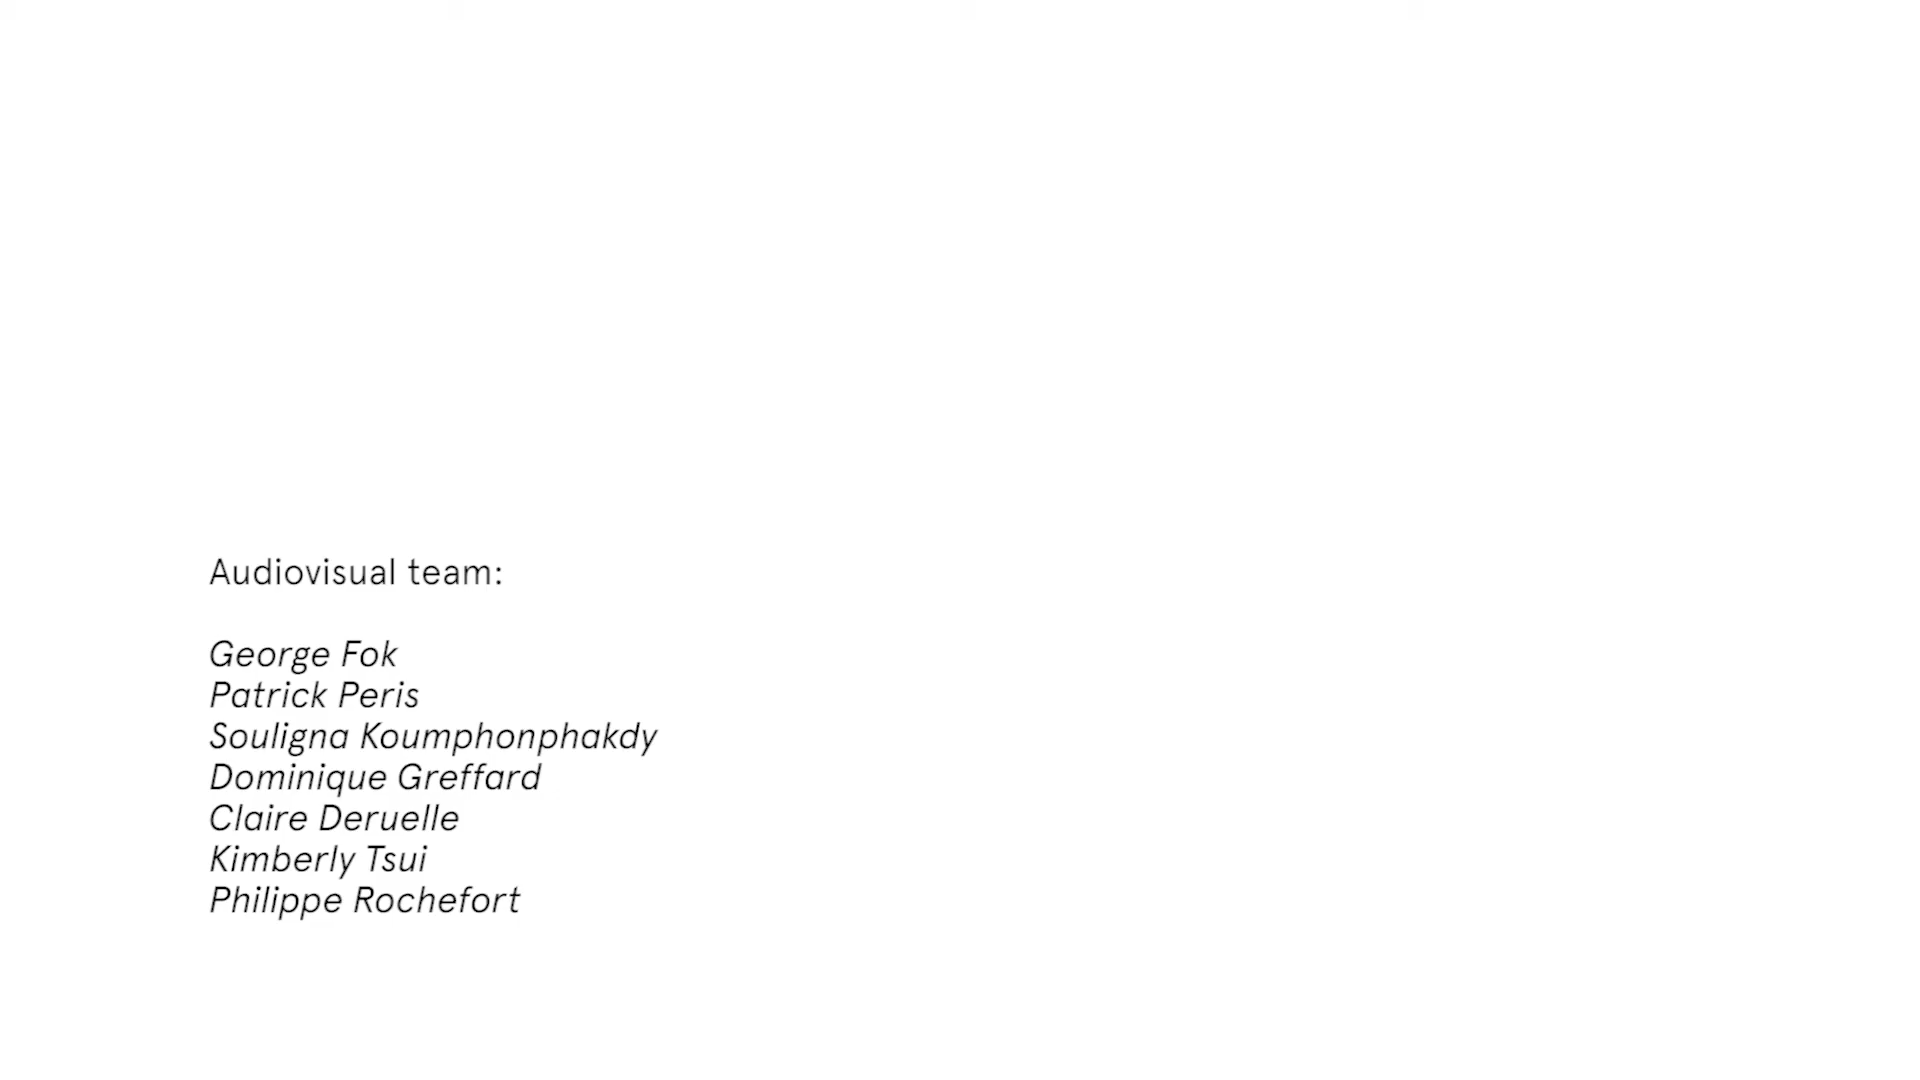 Audiovisual team:
George Fok
Patrick Peris
Souligna Koumphonphakdy
Dominique Greffard
Claire Deruelle
Kimberly Tsui
Philippe Rochefort